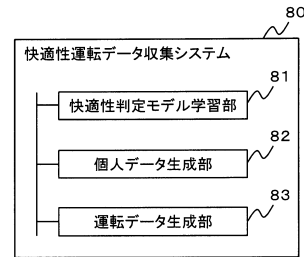 80
快適性運転データ収集システム
81
快適性判定モデル学習部
82
個人データ生成部
83
運転データ生成部